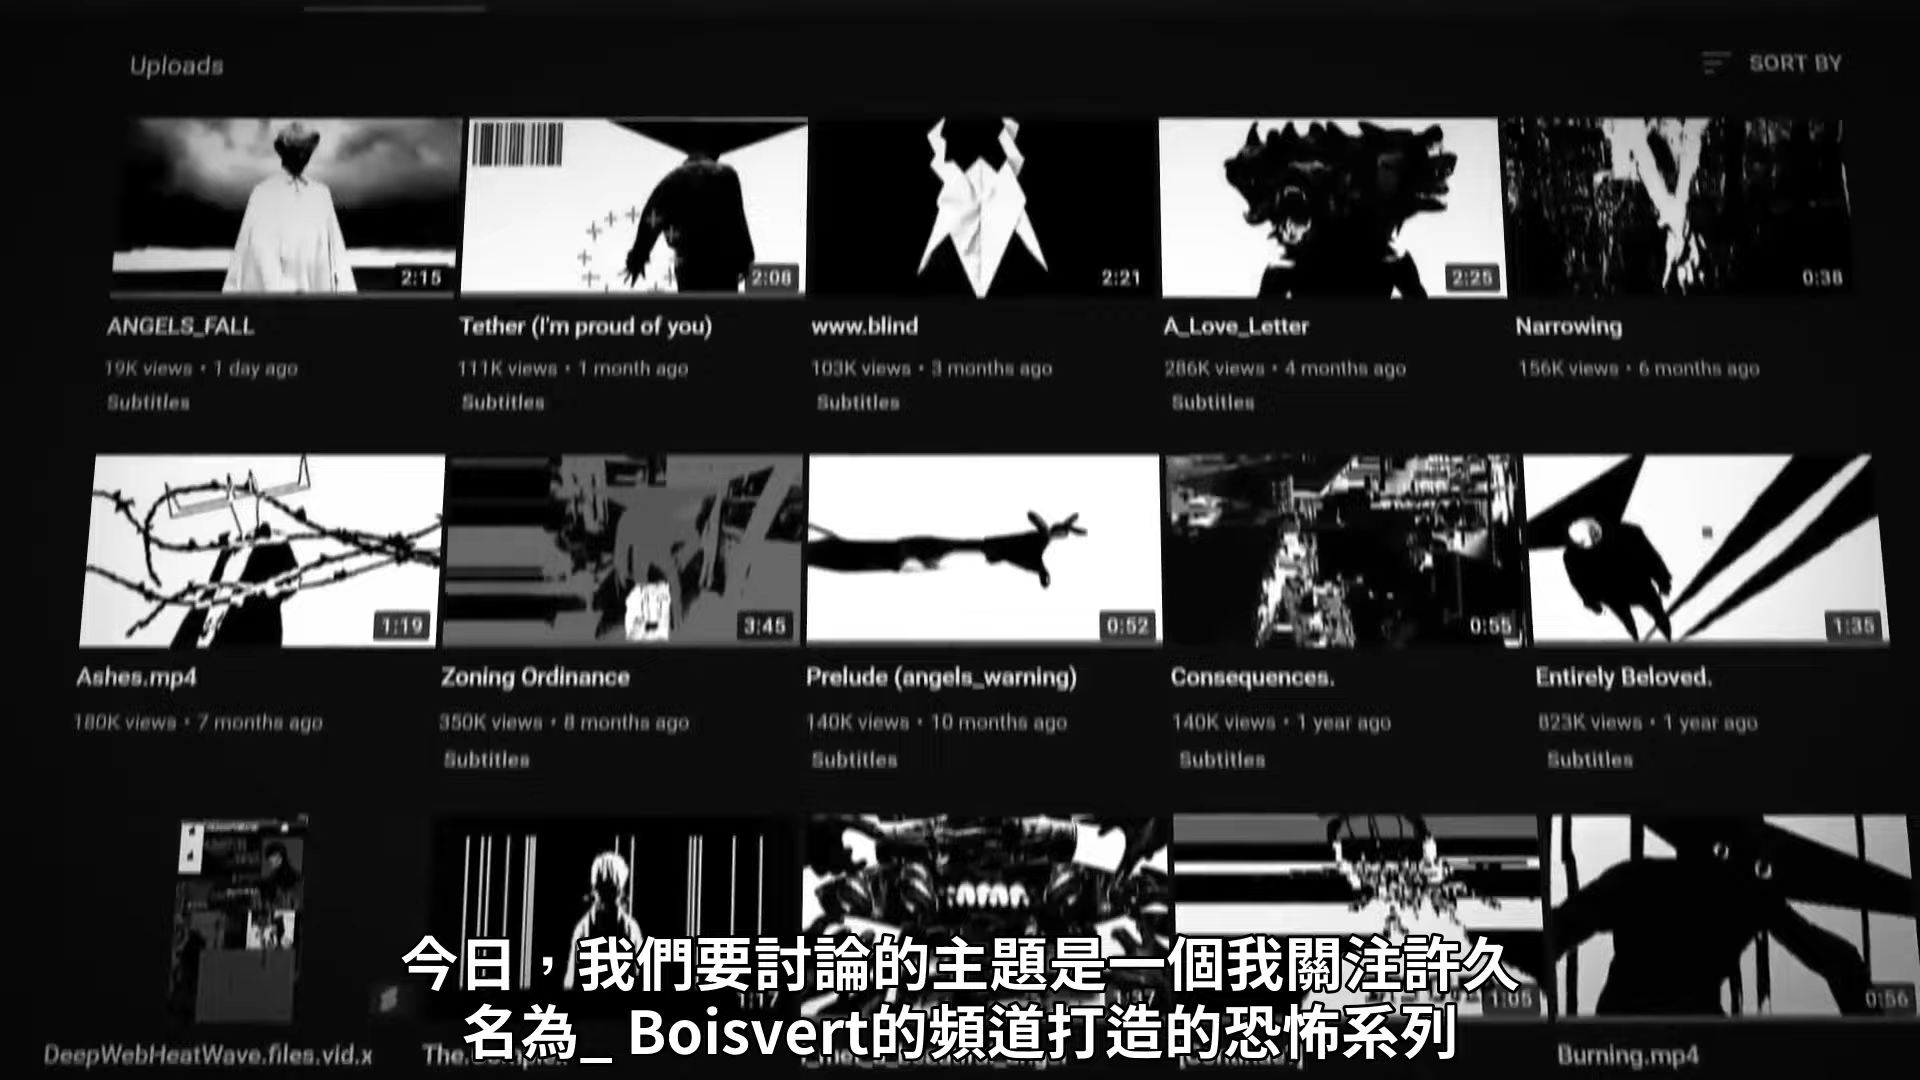 Uploads
SORT BY
2:15
2:08
2:21
2:25
0:38
ANGELS_FALL
Tether (I'm proud of you)
www.blind
A_Love_Letter
Narrowing
19K views • 1 day ago
111K views • 1 month ago
103K views • 3 months ago
286K views • 4 months ago
156K views • 6 months ago
Subtitles
Subtitles
Subtitles
Subtitles
1:19
3:45
0:52
0:55
1:35
Ashes.mp4
Zoning Ordinance
Prelude (angels_warning)
Consequences.
Entirely Beloved.
180K views • 7 months ago
350K views • 8 months ago
140K views • 10 months ago
140K views • 1 year ago
823K views • 1 year ago
Subtitles
Subtitles
Subtitles
Subtitles
今日，我們要討論的主題是一個我關注許久
1:17
1:05
0:56
名為_ Boisvert的頻道打造的恐怖系列
DeepWebHeatWave.files.vid.x
Burning.mp4